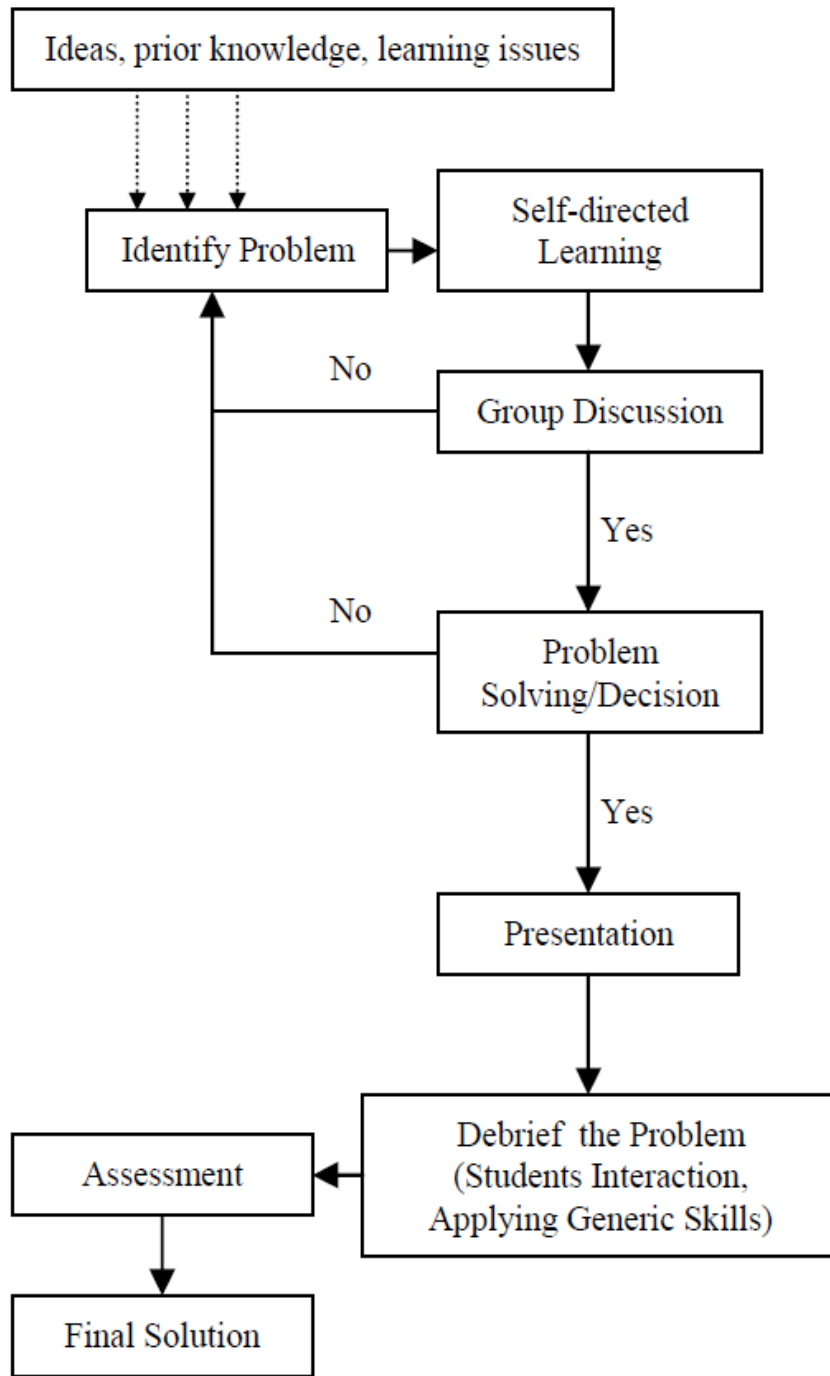 Ideas, prior knowledge, learning issues
Identify Problem
Self-directed
Learning
No
Group Discussion
Yes
No
Problem
Solving/Decision
Yes
Presentation
Debrief the Problem
(Students Interaction,
Applying Generic Skills)
Assessment
Final Solution